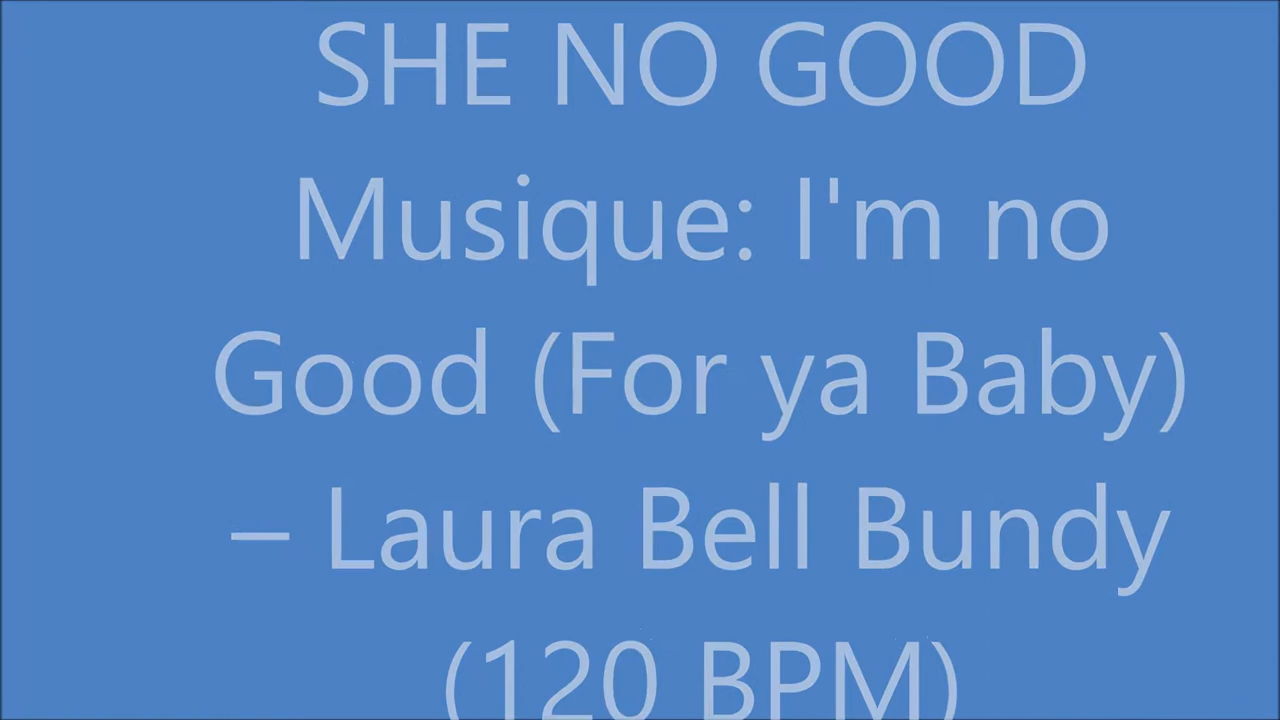 SHE NO GOOD
Musique: I'm no
Good (For ya Baby)
– Laura Bell Bundy
(120 BPM)